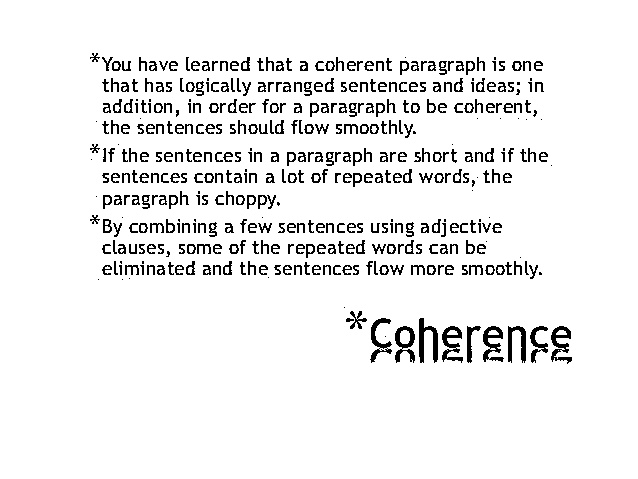 *You have learned that a coherent paragraph is one
that has logically arranged sentences and ideas; in
addition, in order for a paragraph to be coherent,
the sentences should flow smoothly.
*If the sentences in a paragraph are short and if the
sentences contain a lot of repeated words, the
paragraph is choppy.
*By combining a few sentences using adjective
clauses, some of the repeated words can be
eliminated and the sentences flow more smoothly.
*Coherence